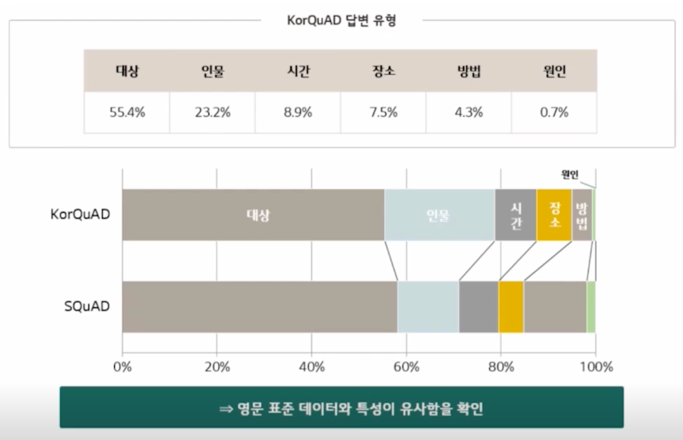 KorQuAD 답변 유형
대상 인물 시간 장소 방법 원인
55.4% 23.2% 8.9% 7.5% 4.3% 0.7%
원인
KorQuAD 대상 인물 시간 장소 방법
SQuAD
0% 20% 40% 60% 80% 100%
⇒ 영문 표준 데이터와 특성이 유사함을 확인